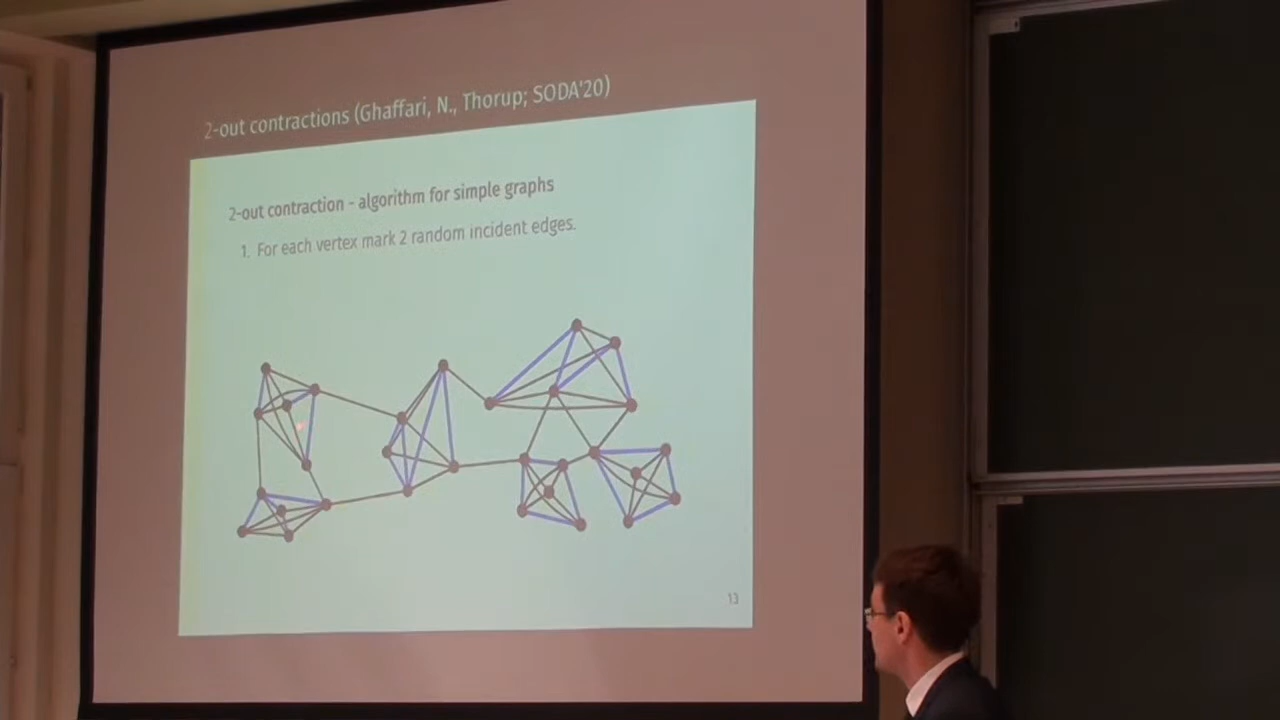 2-out contractions (Ghaffari, N., Thorup; SODA'20)
2-out contraction - algorithm for simple graphs
1. For each vertex mark 2 random incident edges.
13